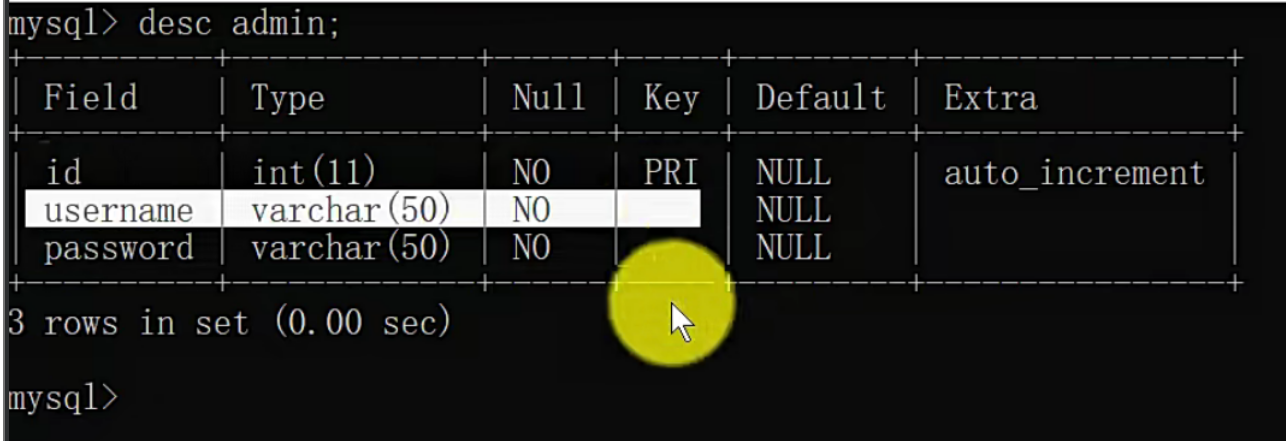 mysql> desc admin;
| Field | Type | Null | Key | Default | Extra |
| id | int(11) | NO | PRI | NULL | auto_increment |
| username | varchar(50) | NO | | NULL | |
| password | varchar(50) | NO | | NULL | |
3 rows in set (0.00 sec)
mysql>